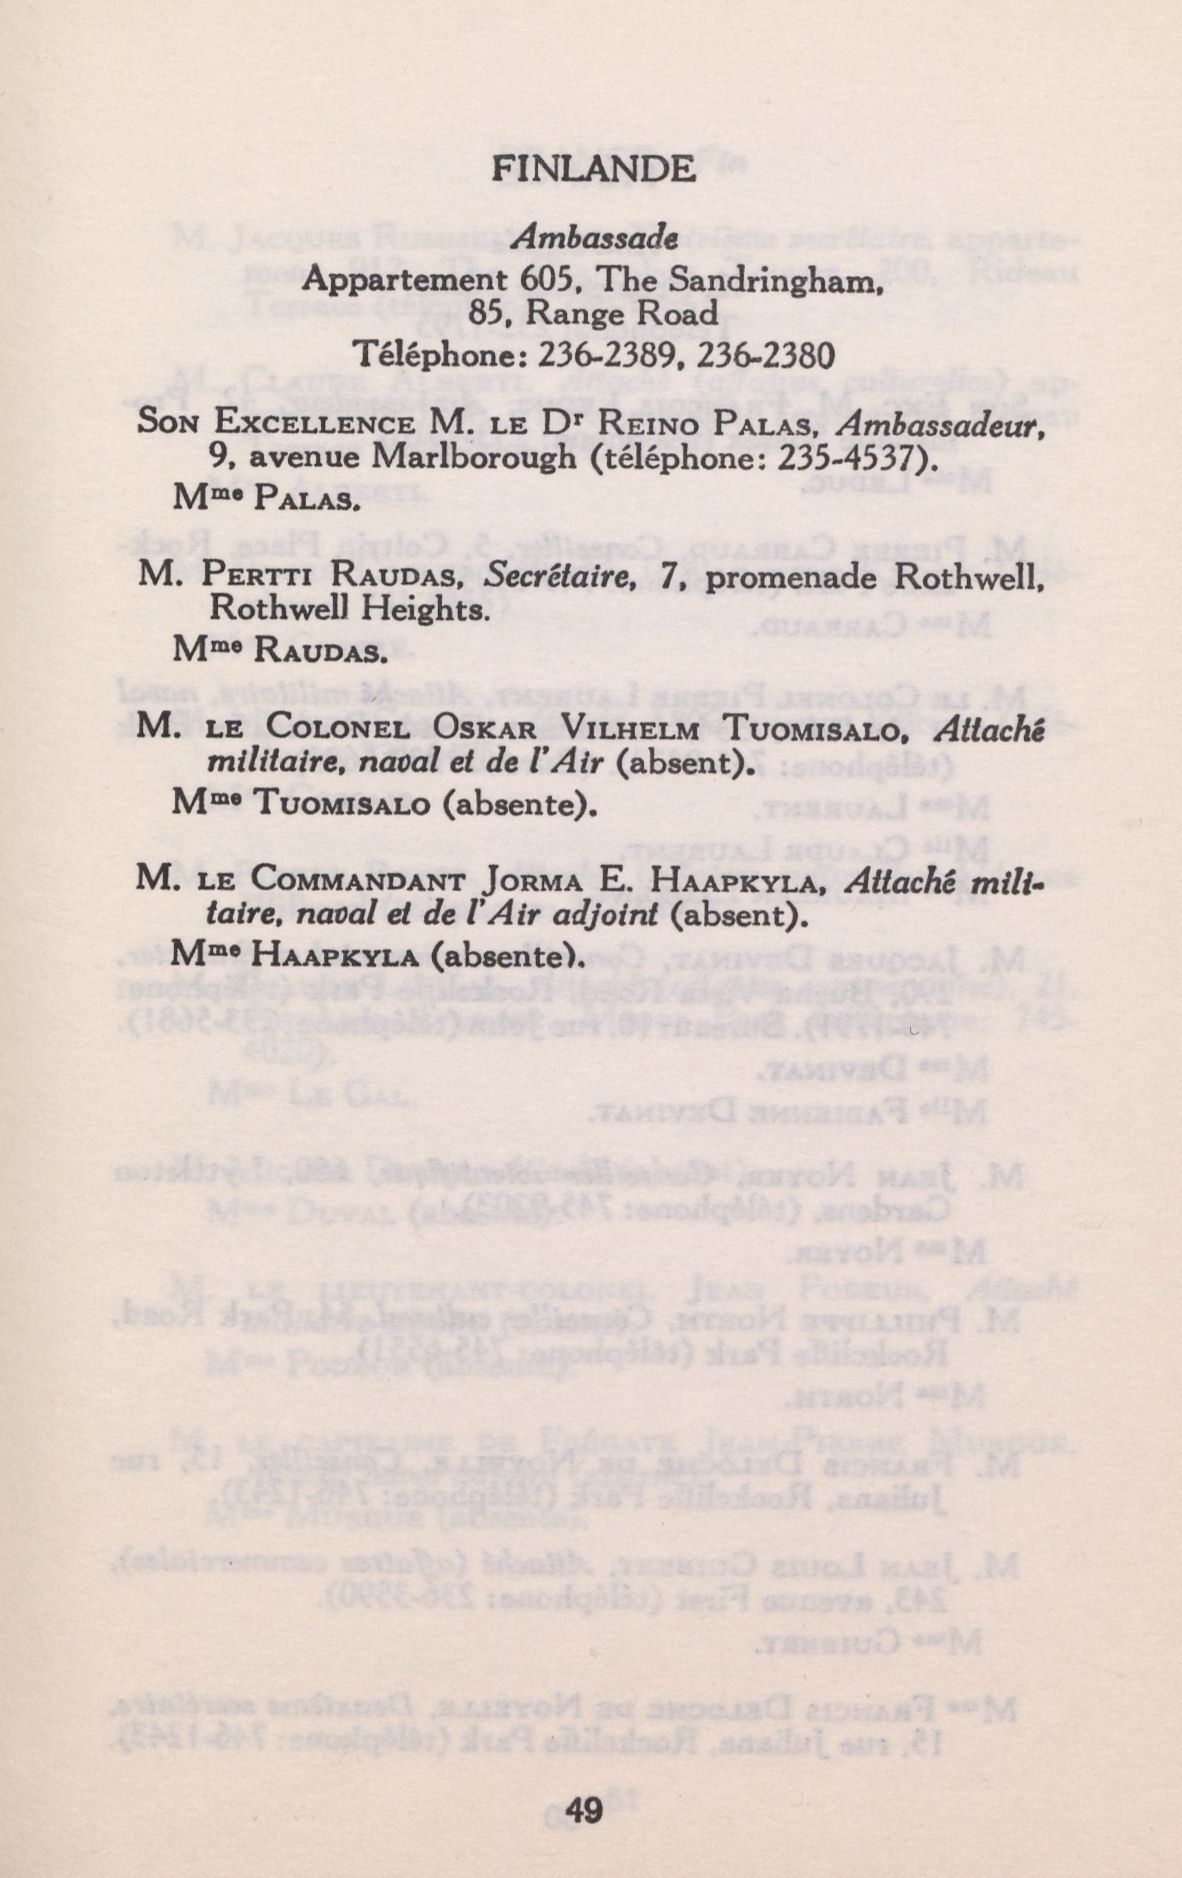 FINLANDE
Ambassade
Appartement 605, The Sandringham,
85, Range Road
Téléphone: 236-2389, 236-2380
SON EXCELLENCE M. LE Dr REINO PALAS, Ambassadeur,
9, avenue Marlborough (téléphone: 235-4537).
Mme PALAS.
M. PERTTI RAUDAS, Secrétaire, 7, promenade Rothwell,
Rothwell Heights.
Mme RAUDAS.
M. LE COLONEL OSKAR VILHELM TUOMISALO, Attaché
militaire, naval et de l'Air (absent).
Mme TUOMISALO (absente).
M. LE COMMANDANT JORMA E. HAAPKYLA, Attaché mili-
taire, naval et de l'Air adjoint (absent).
Mme HAAPKYLA (absente).
49